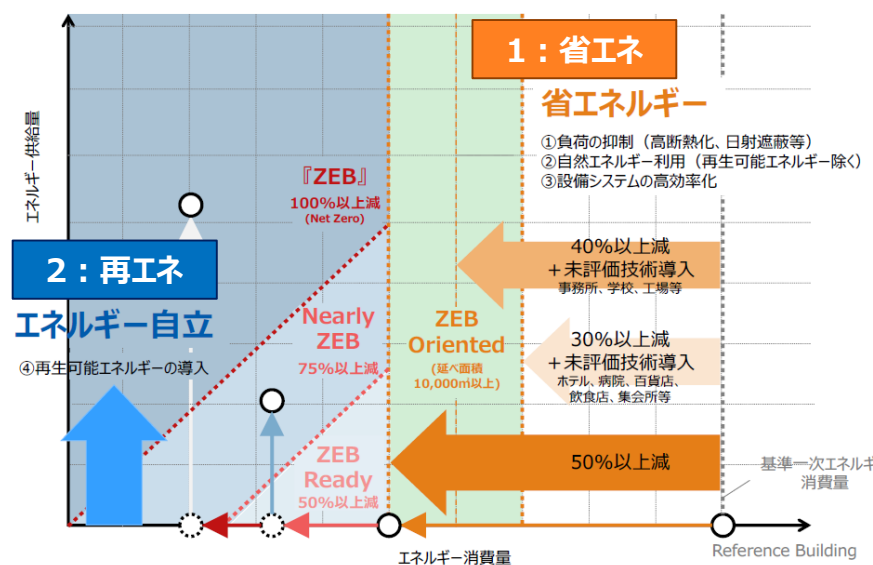 1：省エネ
省エネルギー
①負荷の抑制（高断熱化、日射遮蔽等）
②自然エネルギー利用（再生可能エネルギー除く）
③設備システムの高効率化
エネルギー供給量
『ZEB』
100%以上減
(Net Zero)
2：再エネ
エネルギー自立
④再生可能エネルギーの導入
Nearly
ZEB
75%以上減
ZEB
Oriented
(延べ面積
10,000㎡以上)
40%以上減
＋未評価技術導入
事務所、学校、工場等
30%以上減
＋未評価技術導入
ホテル、病院、百貨店、
飲食店、集会所等
ZEB
Ready
50%以上減
50%以上減
基準一次エネルギ
消費量
エネルギー消費量
Reference Building